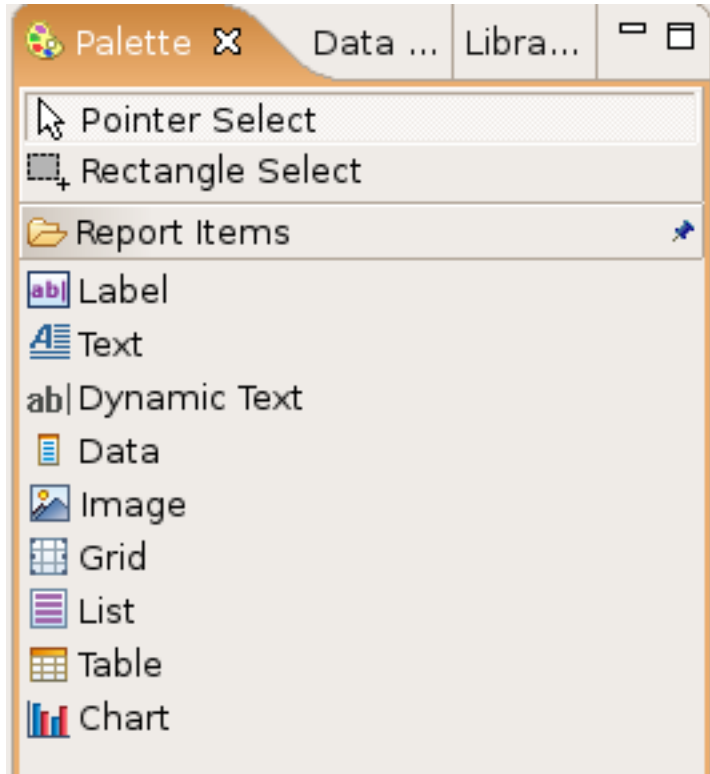 Palette Data ... Libra...
Pointer Select
Rectangle Select
Report Items
ab| Label
A Text
ab| Dynamic Text
Data
Image
Grid
List
Table
Chart